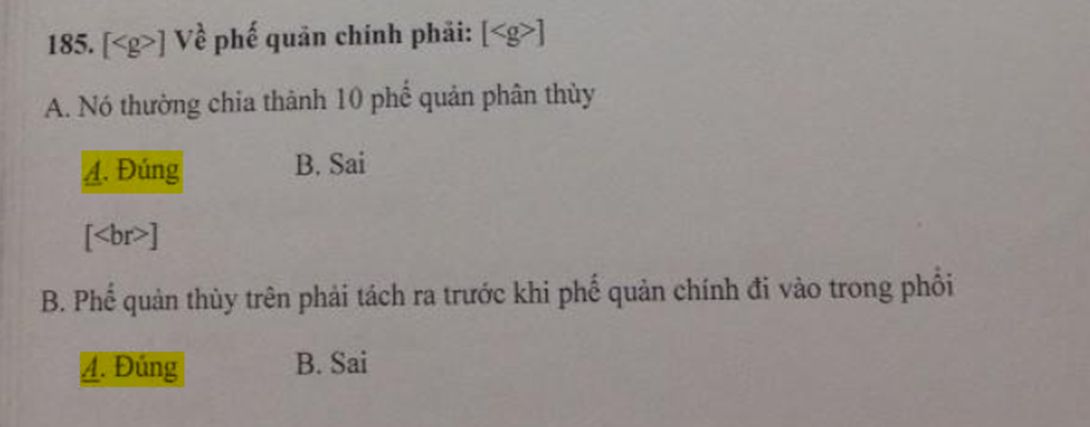 185. [<g>] Về phế quản chính phải: [<g>]
A. Nó thường chia thành 10 phế quản phân thùy
A. Đúng B. Sai
[<br>]
B. Phế quản thùy trên phải tách ra trước khi phế quản chính đi vào trong phổi
A. Đúng B. Sai